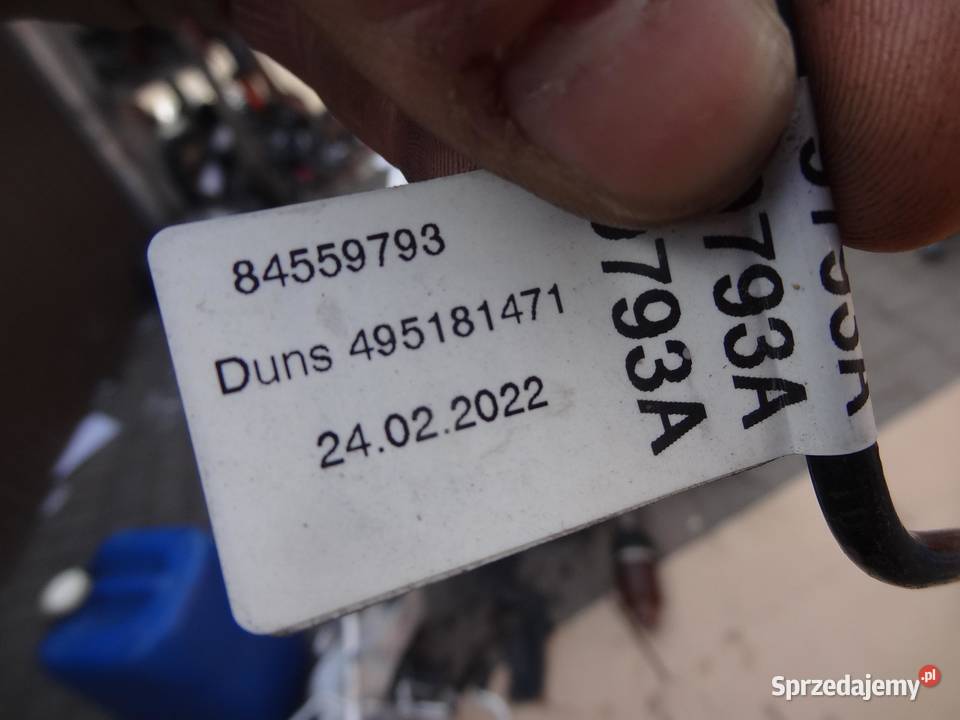 84559793
Duns 495181471
24.02.2022
793A
793A
Sprzedajemy.pl